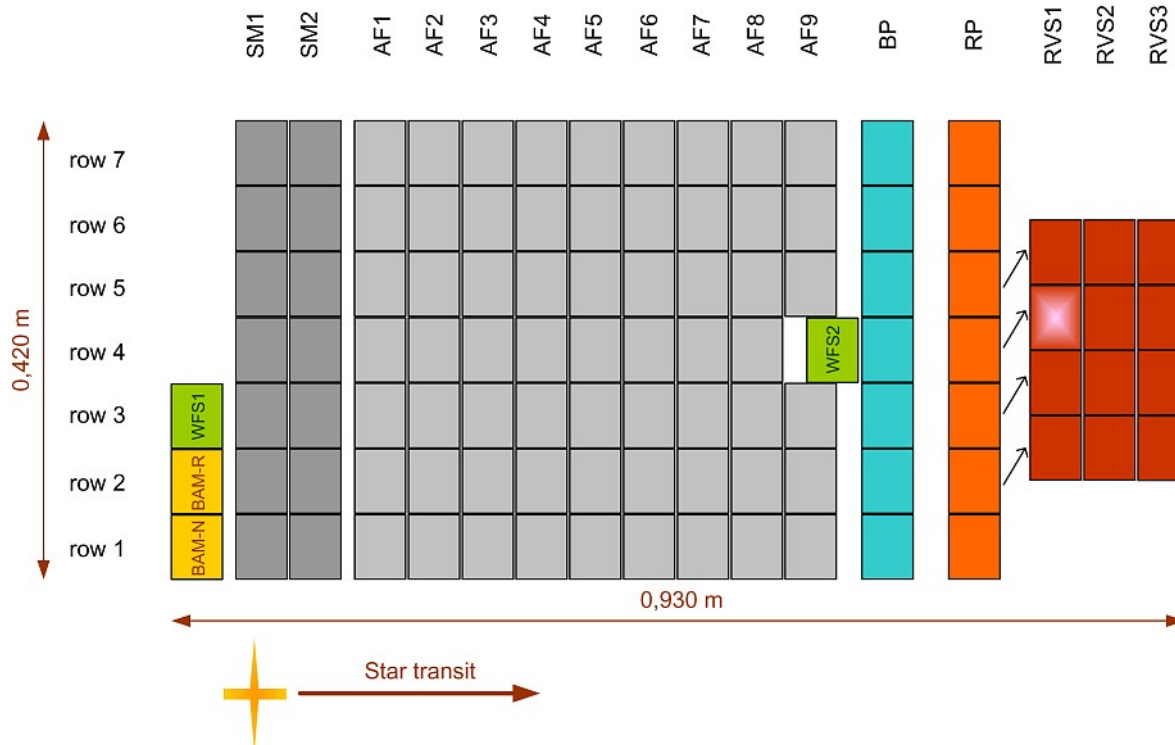 SM1
SM2
AF1
AF2
AF3
AF4
AF5
AF6
AF7
AF8
AF9
BP
RP
RVS1
RVS2
RVS3
row 7
row 6
row 5
row 4
WFS2
row 3
WFS1
row 2
BAM-R
row 1
BAM-N
0,420 m
0,930 m
Star transit